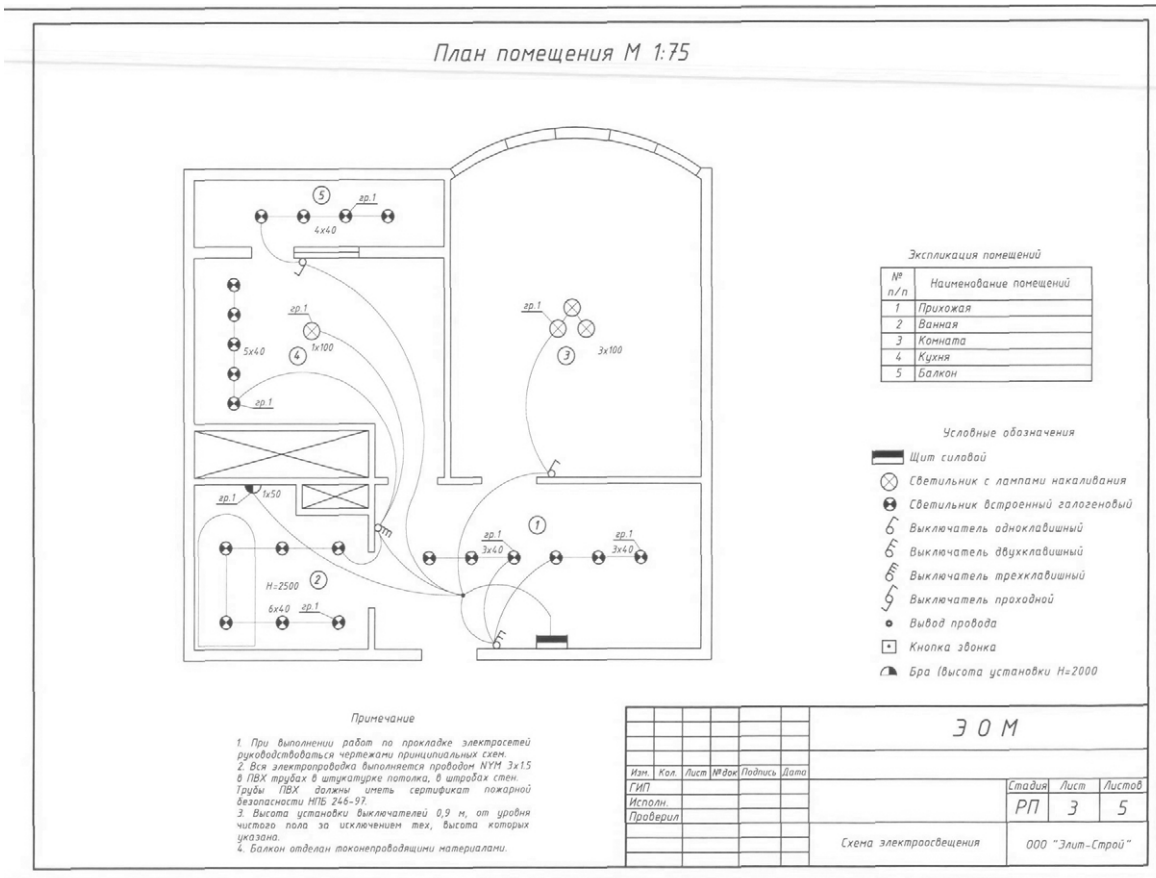 План помещения М 1:75
5
гр.1
4х40
гр.1
1х100
5х40
4
гр.1
гр.1
3х100
3
гр.1
1х50
1
гр.1
3х40
гр.1
3х40
Н=2500
2
6х40
гр.1
Экспликация помещений
№ п/п
Наименование помещений
1 Прихожая
2 Ванная
3 Комната
4 Кухня
5 Балкон
Условные обозначения
Щит силовой
Светильник с лампами накаливания
Светильник встроенный галогеновый
Выключатель одноклавишный
Выключатель двухклавишный
Выключатель трехклавишный
Выключатель проходной
Вывод провода
Кнопка звонка
Бра (высота установки Н=2000
Примечание
1. При выполнении работ по прокладке электросетей
руководствоваться чертежами принципиальных схем.
2. Вся электропроводка выполняется проводом NYM 3х1.5
в ПВХ трубах в штукатурке потолка, в штробах стен.
Трубы ПВХ должны иметь сертификат пожарной
безопасности НПБ 246-97.
3. Высота установки выключателей 0,9 м, от уровня
чистого пола за исключением тех, высота которых
указана.
4. Балкон отделан токонепроводящими материалами.
ЭОМ
Изм. Кол. Лист №док Подпись Дата
ГИП
Исполн.
Проверил
Стадия Лист Листов
РП 3 5
Схема электроосвещения
ООО "Элит-Строй"